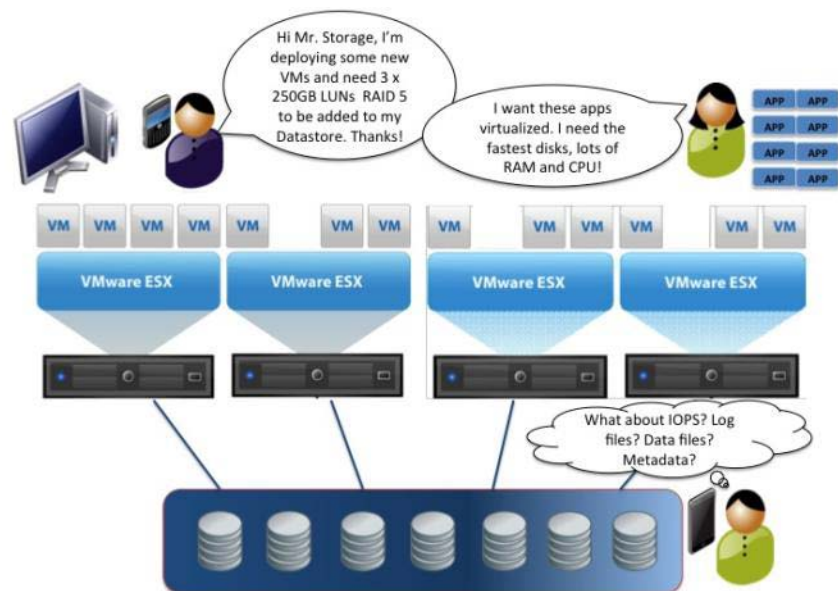 Hi Mr. Storage, I'm
deploying some new
VMs and need 3 x
250GB LUNs RAID 5
to be added to my
Datastore. Thanks!
I want these apps
virtualized. I need the
fastest disks, lots of
RAM and CPU!
APP APP
APP APP
APP APP
APP APP
VM VM VM VM VM VM VM VM VM VM VM VM VM
VMware ESX VMware ESX VMware ESX VMware ESX
What about IOPS? Log
files? Data files?
Metadata?